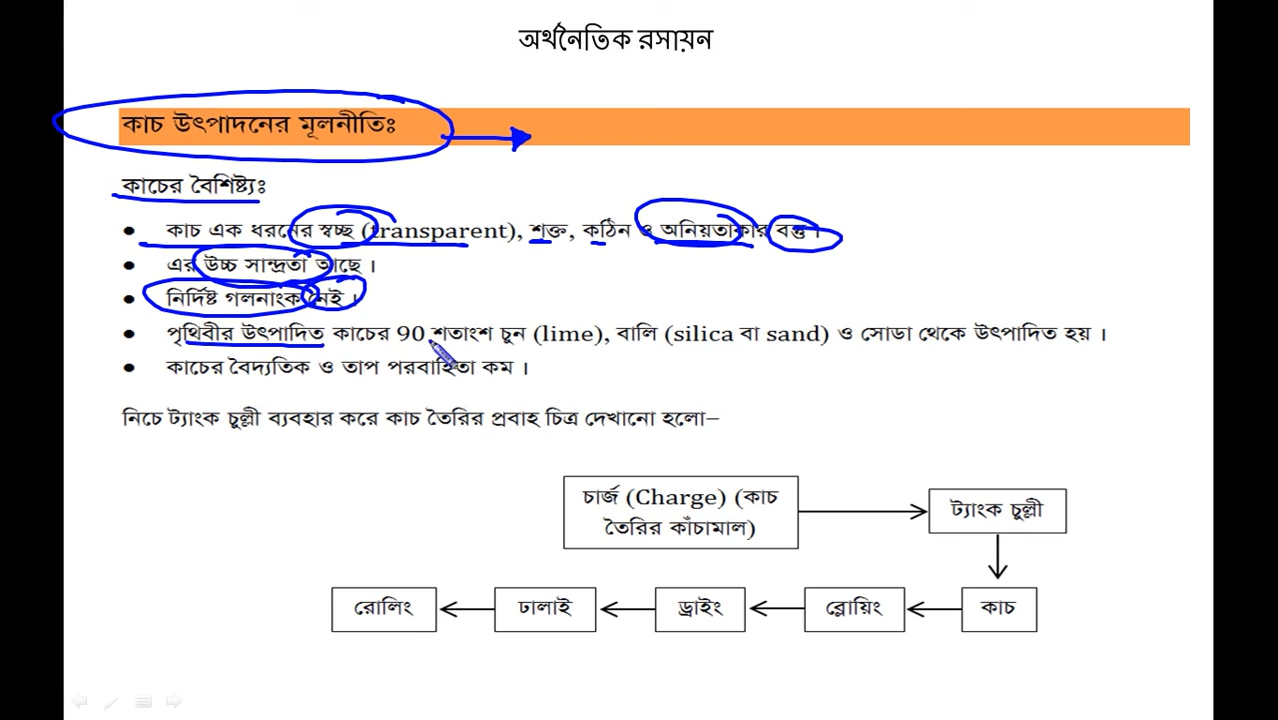 অর্থনৈতিক রসায়ন
কাচ উৎপাদনের মূলনীতিঃ
কাচের বৈশিষ্ট্যঃ
• কাচ এক ধরনের স্বচ্ছ (transparent), শক্ত, কঠিন ও অনিয়তাকার বস্তু।
• এর উচ্চ সান্দ্রতা আছে।
• নির্দিষ্ট গলনাংক নেই।
• পৃথিবীর উৎপাদিত কাচের 90 শতাংশ চুন (lime), বালি (silica বা sand) ও সোডা থেকে উৎপাদিত হয়।
• কাচের বৈদ্যতিক ও তাপ পরবাহিতা কম।
নিচে ট্যাংক চুল্লী ব্যবহার করে কাচ তৈরির প্রবাহ চিত্র দেখানো হলো–
চার্জ (Charge) (কাচ
তৈরির কাঁচামাল)
ট্যাংক চুল্লী
কাচ
ব্লোয়িং
ড্রাইং
ঢালাই
রোলিং